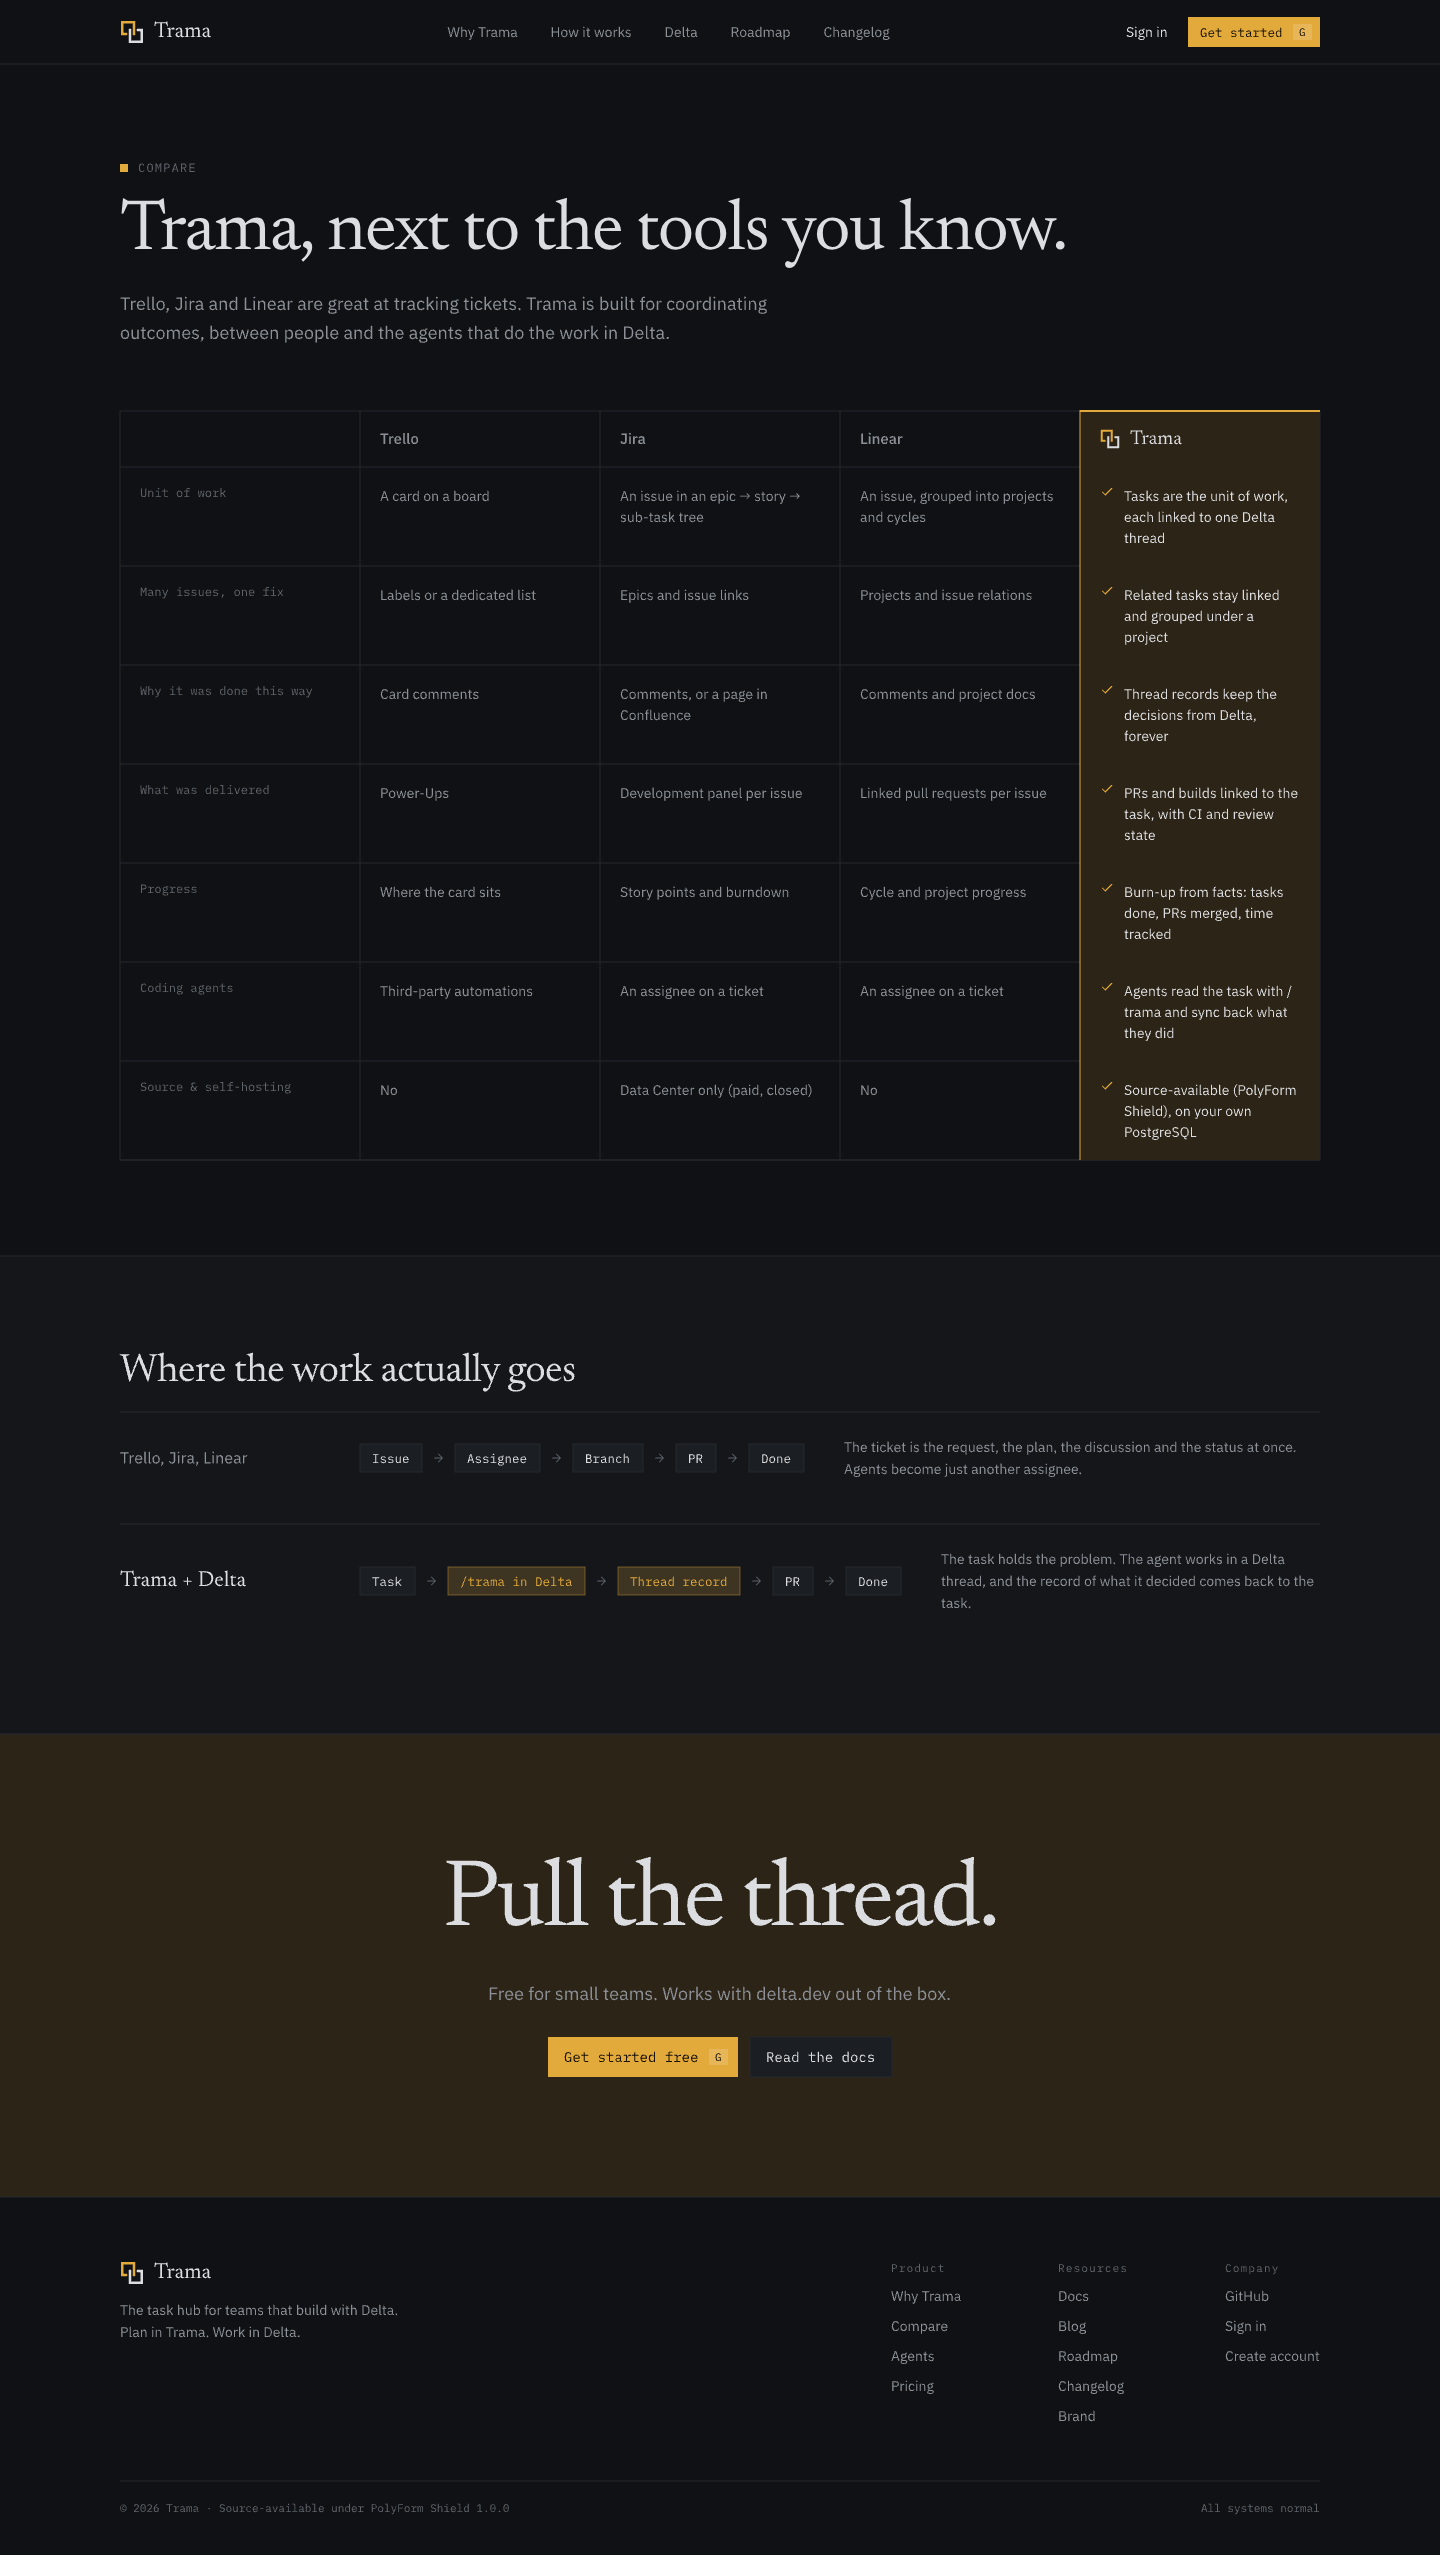 Trama
Why Trama
How it works
Delta
Roadmap
Changelog
Sign in
Get started G
COMPARE
Trama, next to the tools you know.
Trello, Jira and Linear are great at tracking tickets. Trama is built for coordinating
outcomes, between people and the agents that do the work in Delta.
Trello
Jira
Linear
Trama
Unit of work
A card on a board
An issue in an epic → story →
sub-task tree
An issue, grouped into projects
and cycles
Tasks are the unit of work,
each linked to one Delta
thread
Many issues, one fix
Labels or a dedicated list
Epics and issue links
Projects and issue relations
Related tasks stay linked
and grouped under a
project
Why it was done this way
Card comments
Comments, or a page in
Confluence
Comments and project docs
Thread records keep the
decisions from Delta,
forever
What was delivered
Power-Ups
Development panel per issue
Linked pull requests per issue
PRs and builds linked to the
task, with CI and review
state
Progress
Where the card sits
Story points and burndown
Cycle and project progress
Burn-up from facts: tasks
done, PRs merged, time
tracked
Coding agents
Third-party automations
An assignee on a ticket
An assignee on a ticket
Agents read the task with /
trama and sync back what
they did
Source & self-hosting
No
Data Center only (paid, closed)
No
Source-available (PolyForm
Shield), on your own
PostgreSQL
Where the work actually goes
Trello, Jira, Linear
Issue → Assignee → Branch → PR → Done
The ticket is the request, the plan, the discussion and the status at once.
Agents become just another assignee.
Trama + Delta
Task → /trama in Delta → Thread record → PR → Done
The task holds the problem. The agent works in a Delta
thread, and the record of what it decided comes back to the
task.
Pull the thread.
Free for small teams. Works with delta.dev out of the box.
Get started free G
Read the docs
Trama
The task hub for teams that build with Delta.
Plan in Trama. Work in Delta.
Product
Why Trama
Compare
Agents
Pricing
Resources
Docs
Blog
Roadmap
Changelog
Brand
Company
GitHub
Sign in
Create account
© 2026 Trama · Source-available under PolyForm Shield 1.0.0
All systems normal